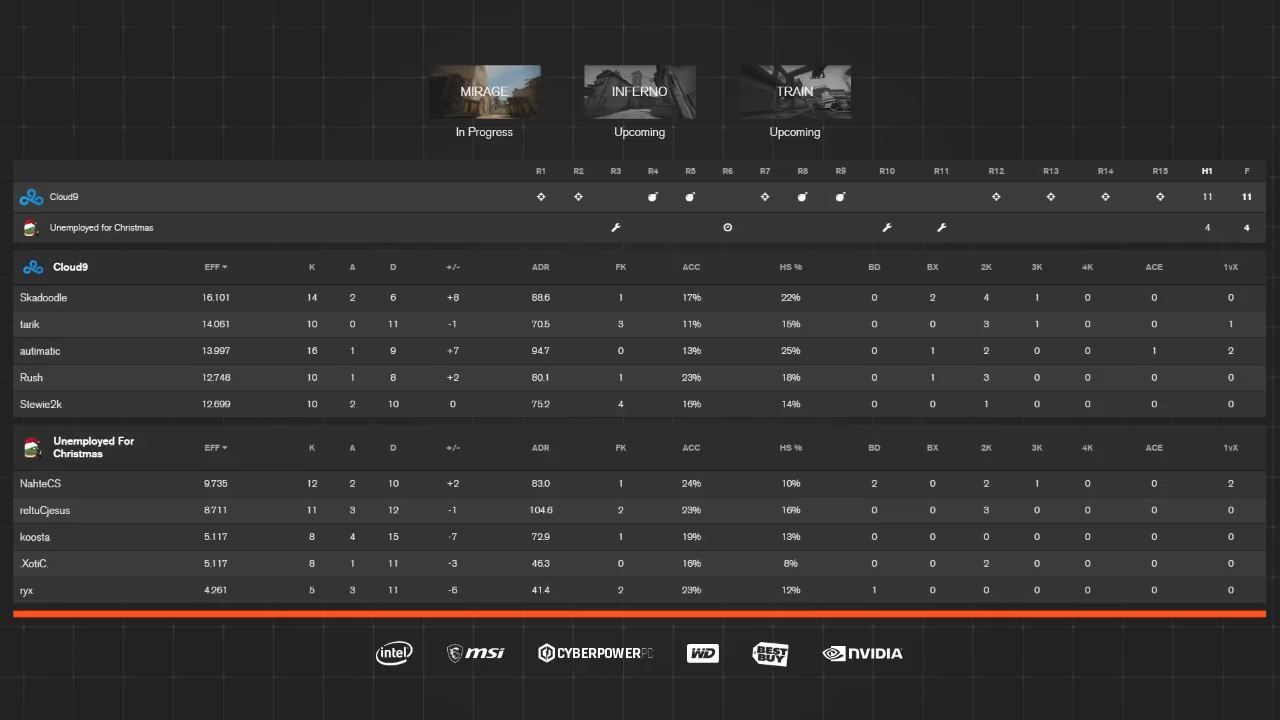 MIRAGE INFERNO TRAIN
In Progress Upcoming Upcoming
R1 R2 R3 R4 R5 R6 R7 R8 R9 R10 R11 R12 R13 R14 R15 H1 F
Cloud9 11 11
Unemployed for Christmas 4 4
Cloud9 EFF K A D +/- ADR FK ACC HS % BD BX 2K 3K 4K ACE 1vX
Skadoodle 16.101 14 2 6 +8 88.6 1 17% 22% 0 2 4 1 0 0 0
tarik 14.061 10 0 11 -1 70.5 3 11% 15% 0 0 3 1 0 0 1
autimatic 13.997 16 1 9 +7 94.7 0 13% 25% 0 1 2 0 0 1 2
Rush 12.748 10 1 8 +2 80.1 1 23% 18% 0 1 3 0 0 0 0
Stewie2k 12.699 10 2 10 0 75.2 4 16% 14% 0 0 1 0 0 0 0
Unemployed For
Christmas EFF K A D +/- ADR FK ACC HS % BD BX 2K 3K 4K ACE 1vX
NahteCS 9.735 12 2 10 +2 83.0 1 24% 10% 2 0 2 1 0 0 2
reltuCjesus 8.711 11 3 12 -1 104.6 2 23% 16% 0 0 3 0 0 0 0
koosta 5.117 8 4 15 -7 72.9 1 19% 13% 0 0 0 0 0 0 0
.XotiC. 5.117 8 1 11 -3 46.3 0 16% 8% 0 0 2 0 0 0 0
ryx 4.261 5 3 11 -6 41.4 2 23% 12% 1 0 0 0 0 0 0
intel msi CYBERPOWERPC WD BEST BUY NVIDIA